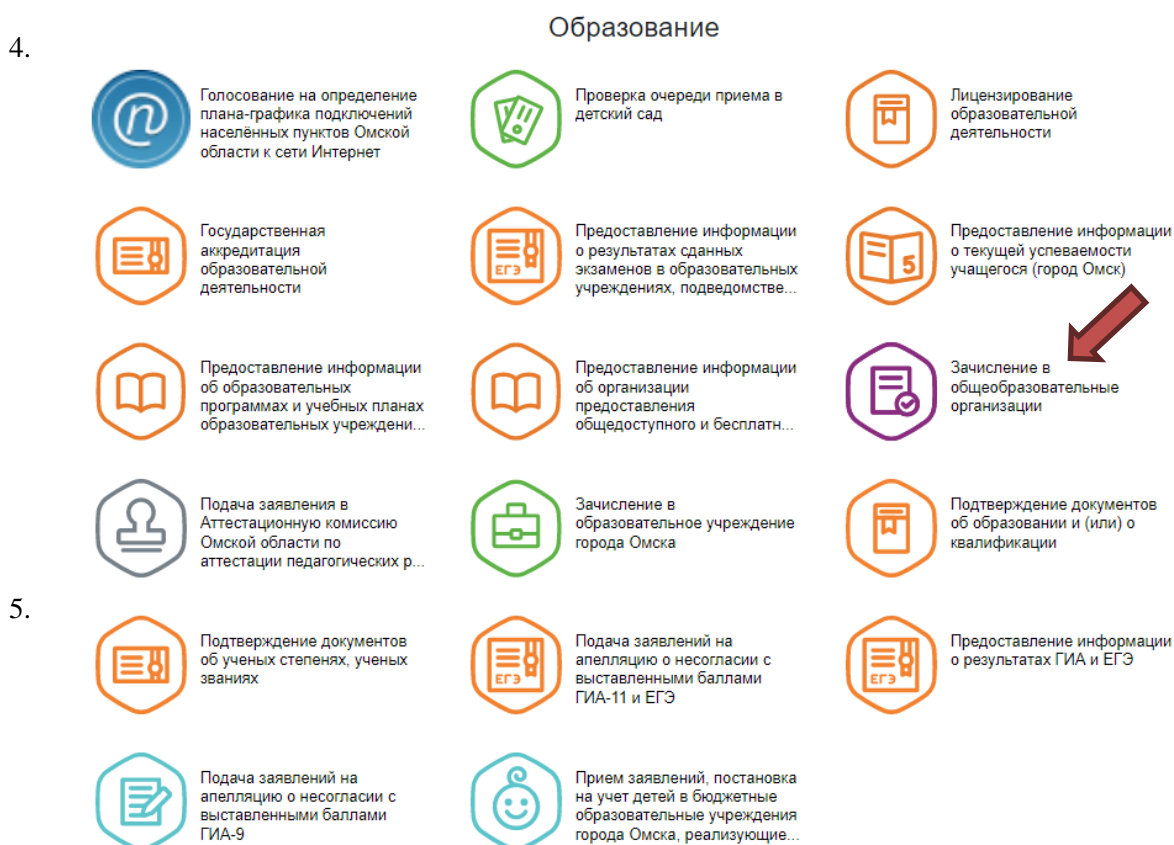 Образование
4.
Голосование на определение
плана-графика подключений
населённых пунктов Омской
области к сети Интернет
Проверка очереди приема в
детский сад
Лицензирование
образовательной
деятельности
Государственная
аккредитация
образовательной
деятельности
ЕГЭ
Предоставление информации
о результатах сданных
экзаменов в образовательных
учреждениях, подведомстве...
5
Предоставление информации
о текущей успеваемости
учащегося (город Омск)
Предоставление информации
об образовательных
программах и учебных планах
образовательных учреждени...
Предоставление информации
об организации
предоставления
общедоступного и бесплатн...
Зачисление в
общеобразовательные
организации
Подача заявления в
Аттестационную комиссию
Омской области по
аттестации педагогических р...
Зачисление в
образовательное учреждение
города Омска
Подтверждение документов
об образовании и (или) о
квалификации
5.
Подтверждение документов
об ученых степенях, ученых
званиях
ЕГЭ
Подача заявлений на
апелляцию о несогласии с
выставленными баллами
ГИА-11 и ЕГЭ
ЕГЭ
Предоставление информации
о результатах ГИА и ЕГЭ
Подача заявлений на
апелляцию о несогласии с
выставленными баллами
ГИА-9
Прием заявлений, постановка
на учет детей в бюджетные
образовательные учреждения
города Омска, реализующие...